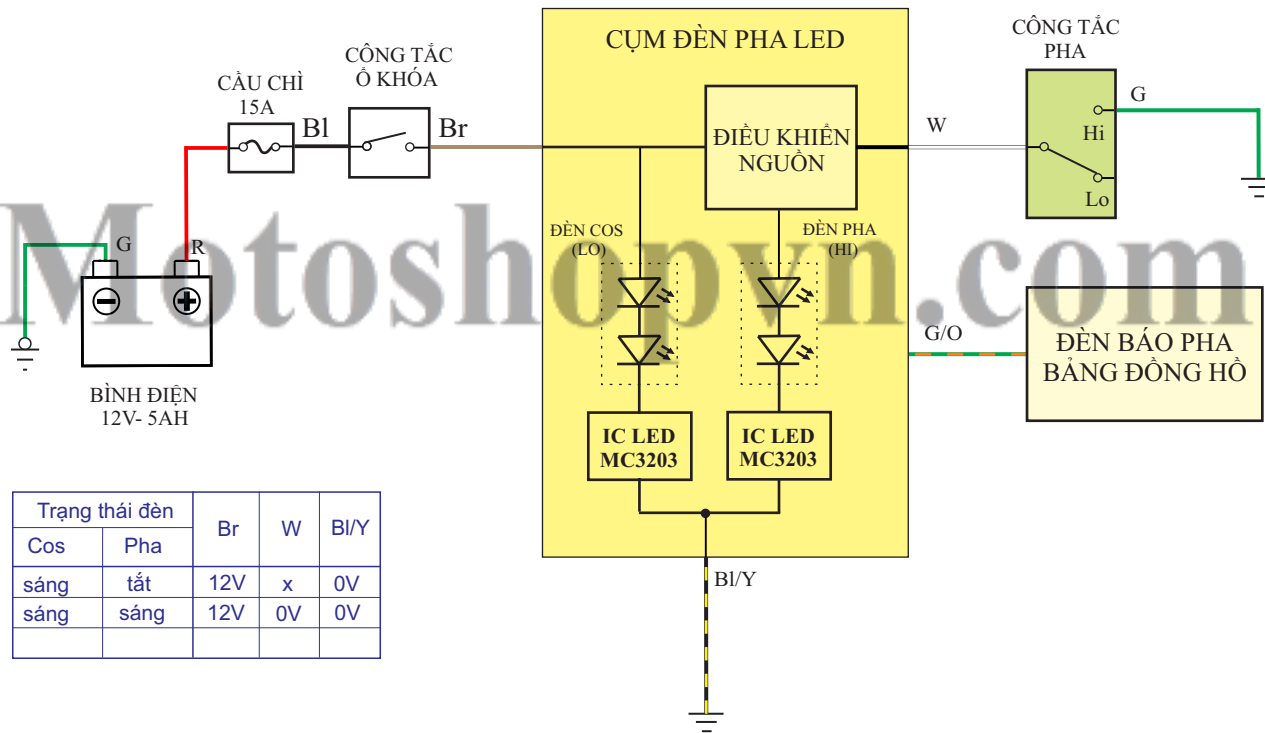 CỤM ĐÈN PHA LED
CÔNG TẮC
PHA
CÔNG TẮC
Ổ KHÓA
CẦU CHÌ
15A
Bl
Br
ĐIỀU KHIỂN
NGUỒN
W
G
Hi
Lo
G
R
ĐÈN COS
(LO)
ĐÈN PHA
(HI)
Motoshopvn.com
G/O
ĐÈN BÁO PHA
BẢNG ĐỒNG HỒ
BÌNH ĐIỆN
12V- 5AH
IC LED
MC3203
IC LED
MC3203
Trạng thái đèn Br W Bl/Y
Cos Pha
sáng tắt 12V x 0V
sáng sáng 12V 0V 0V
Bl/Y